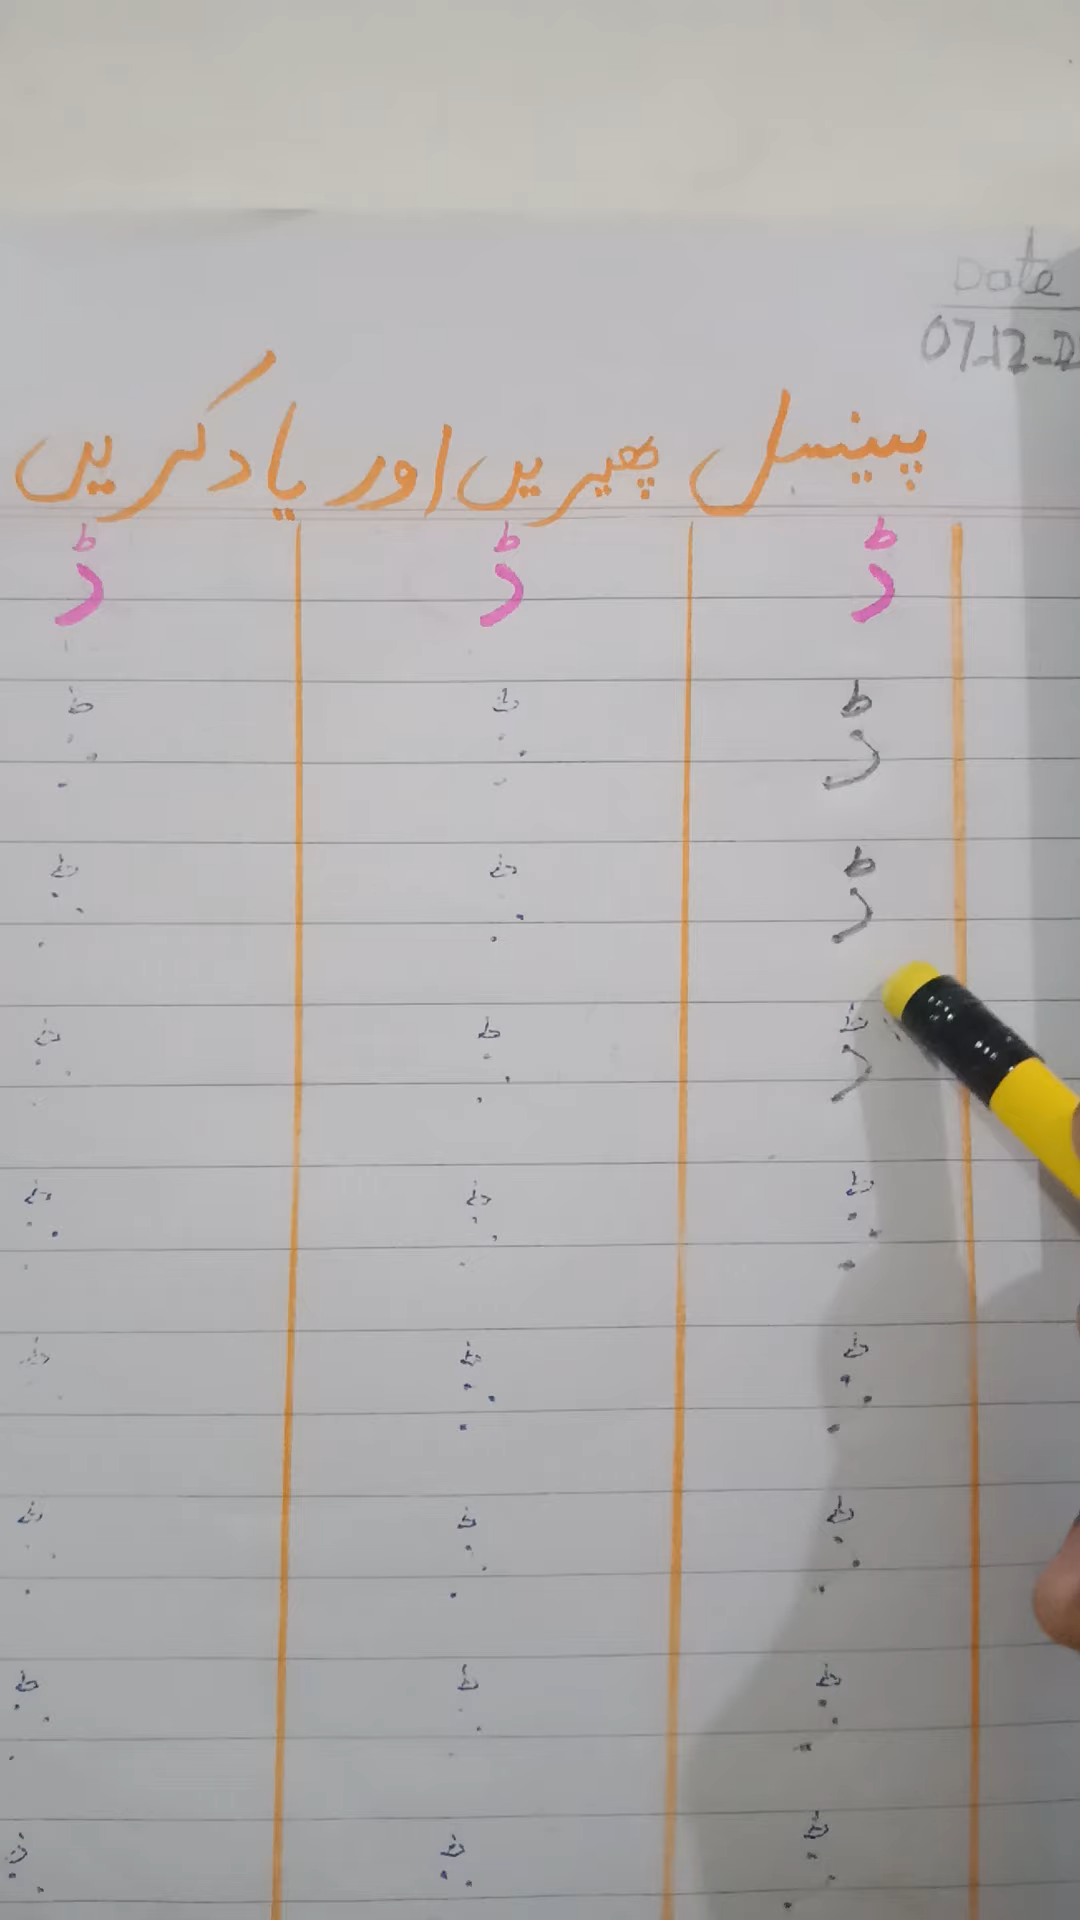 Date
07-12-2
پینسل پھیریں اور یاد کریں
ڈ ڈ ڈ
ڈ
ڈ
ڈ